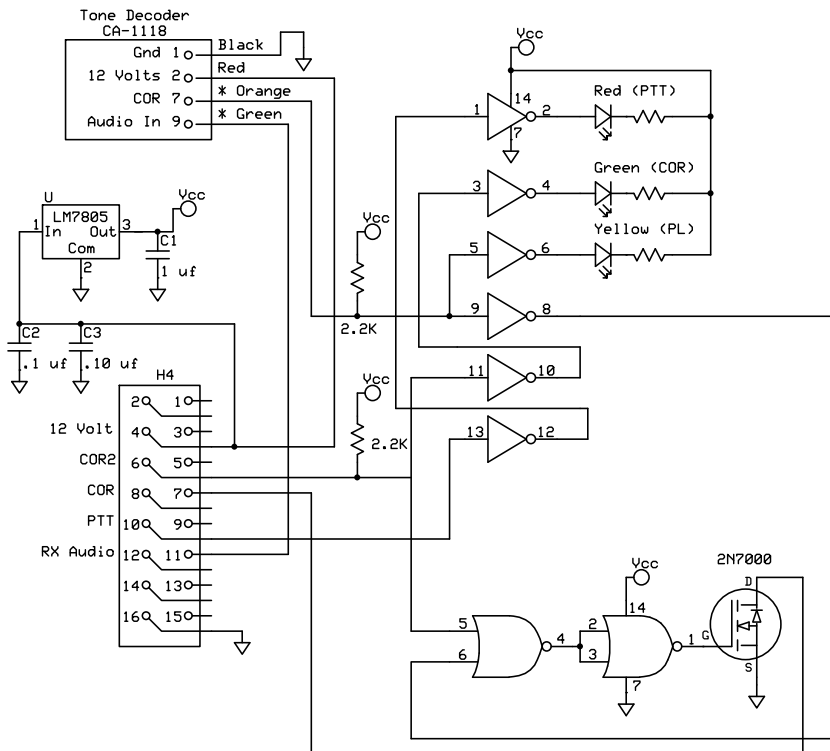 Tone Decoder
CA-1118
Gnd 1 Black
12 Volts 2 Red
COR 7 * Orange
Audio In 9 * Green
Vcc
14
1 2 Red (PTT)
7
3 4 Green (COR)
5 6 Yellow (PL)
9 8
11 10
13 12
U
LM7805
1 In Out 3
Com
2
Vcc
C1
1 uf
Vcc
2.2K
C2 C3
.1 uf .10 uf
H4
2 1
12 Volt 4 3
COR2 6 5
COR 8 7
PTT 10 9
RX Audio 12 11
14 13
16 15
Vcc
2.2K
5
6
4
2
3
Vcc
14
7
1
2N7000
D
G
S